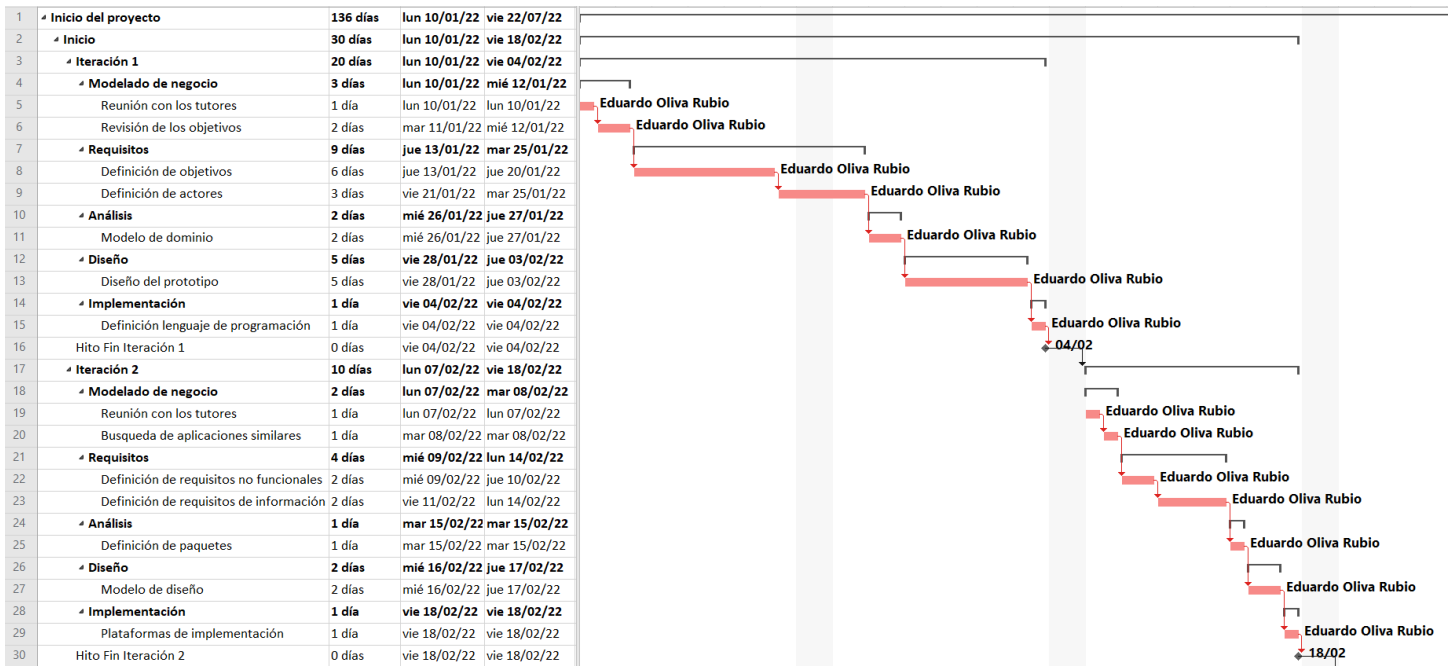 1 Inicio del proyecto 136 días lun 10/01/22 vie 22/07/22
2 Inicio 30 días lun 10/01/22 vie 18/02/22
3 Iteración 1 20 días lun 10/01/22 vie 04/02/22
4 Modelado de negocio 3 días lun 10/01/22 mié 12/01/22
5 Reunión con los tutores 1 día lun 10/01/22 lun 10/01/22 Eduardo Oliva Rubio
6 Revisión de los objetivos 2 días mar 11/01/22 mié 12/01/22 Eduardo Oliva Rubio
7 Requisitos 9 días jue 13/01/22 mar 25/01/22
8 Definición de objetivos 6 días jue 13/01/22 jue 20/01/22 Eduardo Oliva Rubio
9 Definición de actores 3 días vie 21/01/22 mar 25/01/22 Eduardo Oliva Rubio
10 Análisis 2 días mié 26/01/22 jue 27/01/22
11 Modelo de dominio 2 días mié 26/01/22 jue 27/01/22 Eduardo Oliva Rubio
12 Diseño 5 días vie 28/01/22 jue 03/02/22
13 Diseño del prototipo 5 días vie 28/01/22 jue 03/02/22 Eduardo Oliva Rubio
14 Implementación 1 día vie 04/02/22 vie 04/02/22
15 Definición lenguaje de programación 1 día vie 04/02/22 vie 04/02/22 Eduardo Oliva Rubio
16 Hito Fin Iteración 1 0 días vie 04/02/22 vie 04/02/22 04/02
17 Iteración 2 10 días lun 07/02/22 vie 18/02/22
18 Modelado de negocio 2 días lun 07/02/22 mar 08/02/22
19 Reunión con los tutores 1 día lun 07/02/22 lun 07/02/22 Eduardo Oliva Rubio
20 Busqueda de aplicaciones similares 1 día mar 08/02/22 mar 08/02/22 Eduardo Oliva Rubio
21 Requisitos 4 días mié 09/02/22 lun 14/02/22
22 Definición de requisitos no funcionales 2 días mié 09/02/22 jue 10/02/22 Eduardo Oliva Rubio
23 Definición de requisitos de información 2 días vie 11/02/22 lun 14/02/22 Eduardo Oliva Rubio
24 Análisis 1 día mar 15/02/22 mar 15/02/22
25 Definición de paquetes 1 día mar 15/02/22 mar 15/02/22 Eduardo Oliva Rubio
26 Diseño 2 días mié 16/02/22 jue 17/02/22
27 Modelo de diseño 2 días mié 16/02/22 jue 17/02/22 Eduardo Oliva Rubio
28 Implementación 1 día vie 18/02/22 vie 18/02/22
29 Plataformas de implementación 1 día vie 18/02/22 vie 18/02/22 Eduardo Oliva Rubio
30 Hito Fin Iteración 2 0 días vie 18/02/22 vie 18/02/22 18/02